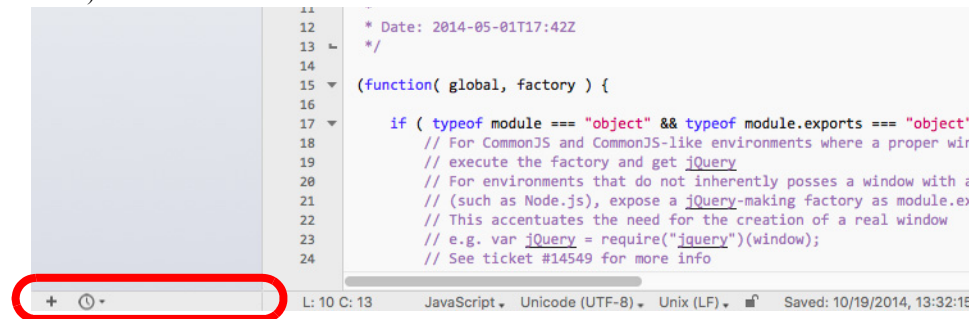 11 *
12 * Date: 2014-05-01T17:42Z
13 */
14
15 (function( global, factory ) {
16
17 if ( typeof module === "object" && typeof module.exports === "object"
18 // For CommonJS and CommonJS-like environments where a proper win
19 // execute the factory and get jQuery
20 // For environments that do not inherently posses a window with a
21 // (such as Node.js), expose a jQuery-making factory as module.ex
22 // This accentuates the need for the creation of a real window
23 // e.g. var jQuery = require("jquery")(window);
24 // See ticket #14549 for more info
+ L: 10 C: 13 JavaScript Unicode (UTF-8) Unix (LF) Saved: 10/19/2014, 13:32:15